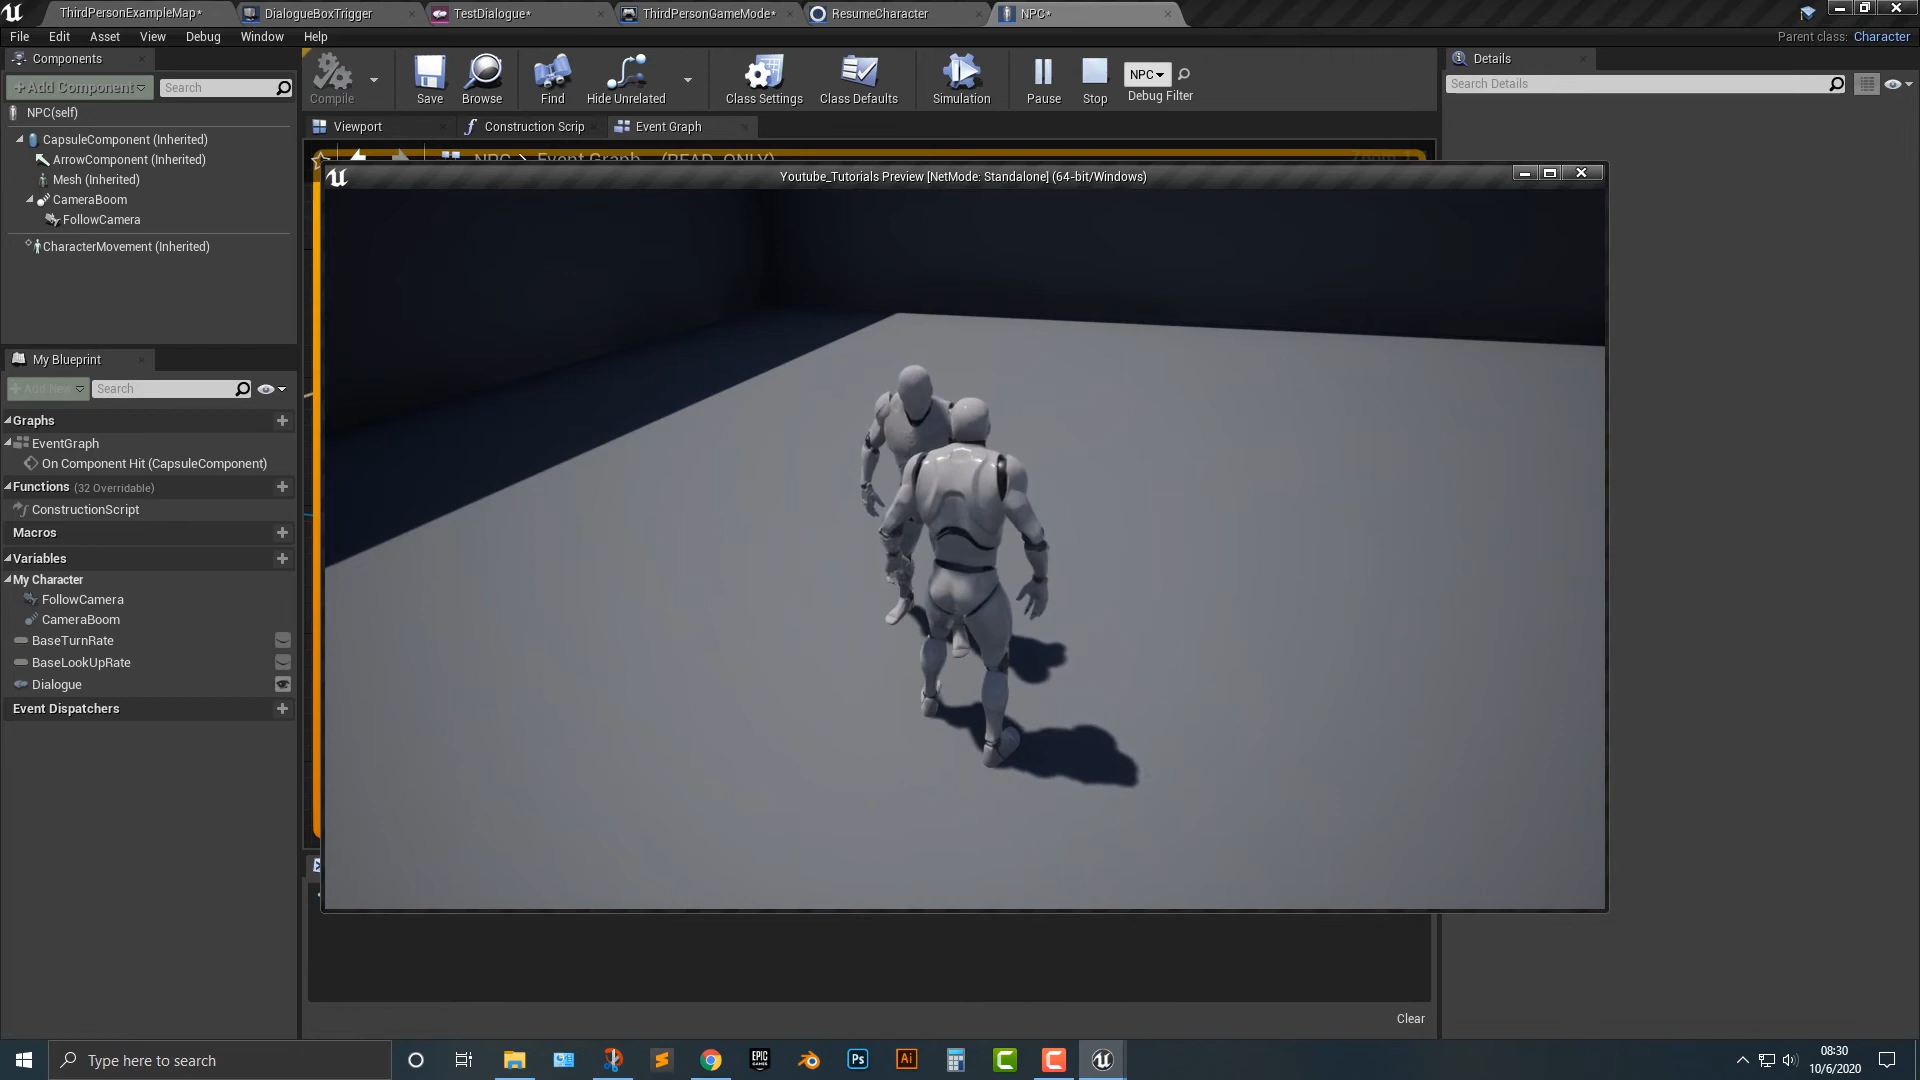 ThirdPersonExampleMap*
DialogueBoxTrigger
TestDialogue*
ThirdPersonGameMode*
ResumeCharacter
NPC*
File Edit Asset View Debug Window Help
Parent class: Character
Components
+Add Component
Search
NPC(self)
CapsuleComponent (Inherited)
ArrowComponent (Inherited)
Mesh (Inherited)
CameraBoom
FollowCamera
CharacterMovement (Inherited)
Compile
Save
Browse
Find
Hide Unrelated
Class Settings
Class Defaults
Simulation
Pause
Stop
NPC
Debug Filter
Details
Search Details
Viewport
Construction Scrip
Event Graph
NPC > Event Graph (READ-ONLY)
Youtube_Tutorials Preview [NetMode: Standalone] (64-bit/Windows)
My Blueprint
+Add New
Search
Graphs
EventGraph
On Component Hit (CapsuleComponent)
Functions (32 Overridable)
ConstructionScript
Macros
Variables
My Character
FollowCamera
CameraBoom
BaseTurnRate
BaseLookUpRate
Dialogue
Event Dispatchers
Clear
Type here to search
EPIC GAMES
Ps
Ai
08:30
10/6/2020